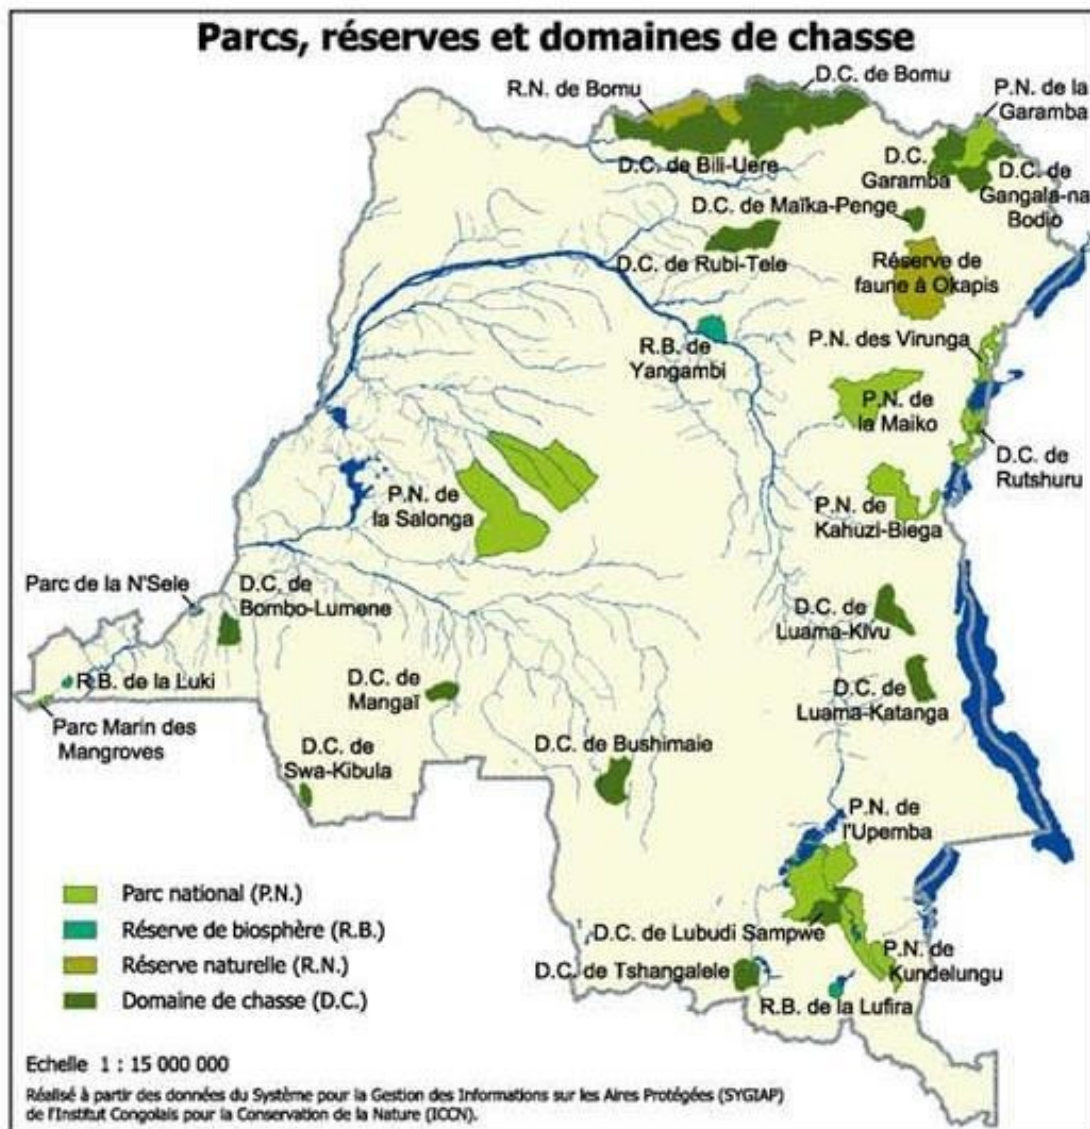 Parcs, réserves et domaines de chasse
D.C. de Bomu
R.N. de Bomu
P.N. de la
Garamba
D.C. de Bili-Uere
D.C.
Garamba
D.C. de
Gangala-na
Bodio
D.C. de Maïka-Penge
D.C. de Rubi-Tele
Réserve de
faune à Okapis
R.B. de
Yangambi
P.N. des Virunga
P.N. de
la Maiko
D.C. de
Rutshuru
P.N. de
la Salonga
P.N. de
Kahuzi-Biega
Parc de la N'Sele
D.C. de
Bombo-Lumene
D.C. de
Luama-Kivu
R.B. de la Luki
D.C. de
Mangaï
D.C. de
Luama-Katanga
Parc Marin des
Mangroves
D.C. de
Swa-Kibula
D.C. de Bushimaie
P.N. de
l'Upemba
Parc national (P.N.)
Réserve de biosphère (R.B.)
Réserve naturelle (R.N.)
Domaine de chasse (D.C.)
D.C. de Lubudi Sampwe
P.N. de
Kundelungu
D.C. de Tshangalele
R.B. de la Lufira
Echelle 1 : 15 000 000
Réalisé à partir des données du Système pour la Gestion des Informations sur les Aires Protégées (SYGIAP)
de l'Institut Congolais pour la Conservation de la Nature (ICCN).